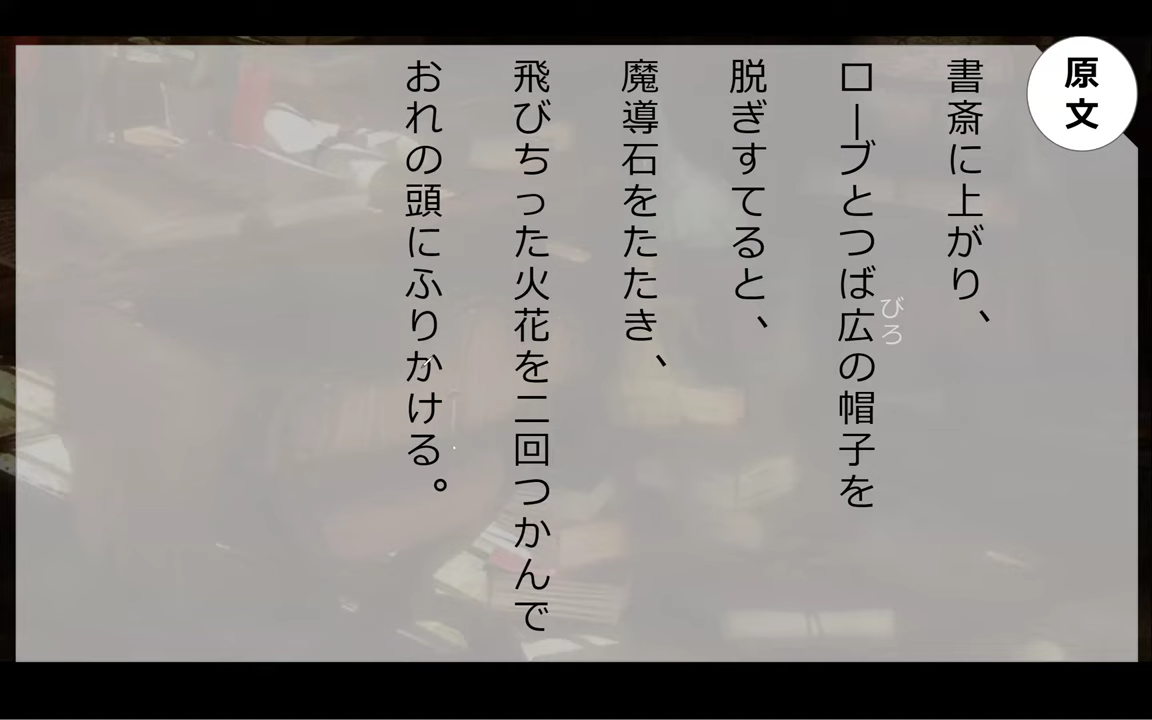 原文
書斎に上がり、
ローブとつば広の帽子を
びろ
脱ぎすてると、
魔導石をたたき、
飛びちった火花を二回つかんで
おれの頭にふりかける。